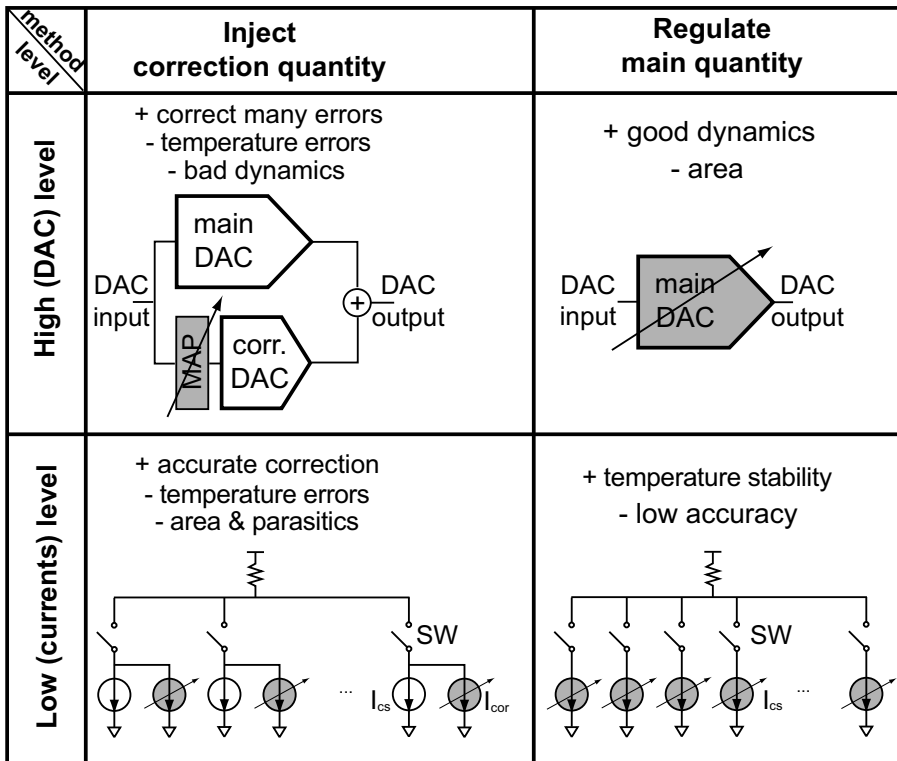 method
level
Inject
correction quantity
Regulate
main quantity
High (DAC) level
+ correct many errors
- temperature errors
- bad dynamics
main
DAC
DAC
input
MAP
corr.
DAC
+
DAC
output
+ good dynamics
- area
DAC
input
main
DAC
DAC
output
Low (currents) level
+ accurate correction
- temperature errors
- area & parasitics
SW
...
Ics
Icor
+ temperature stability
- low accuracy
SW
Ics
...